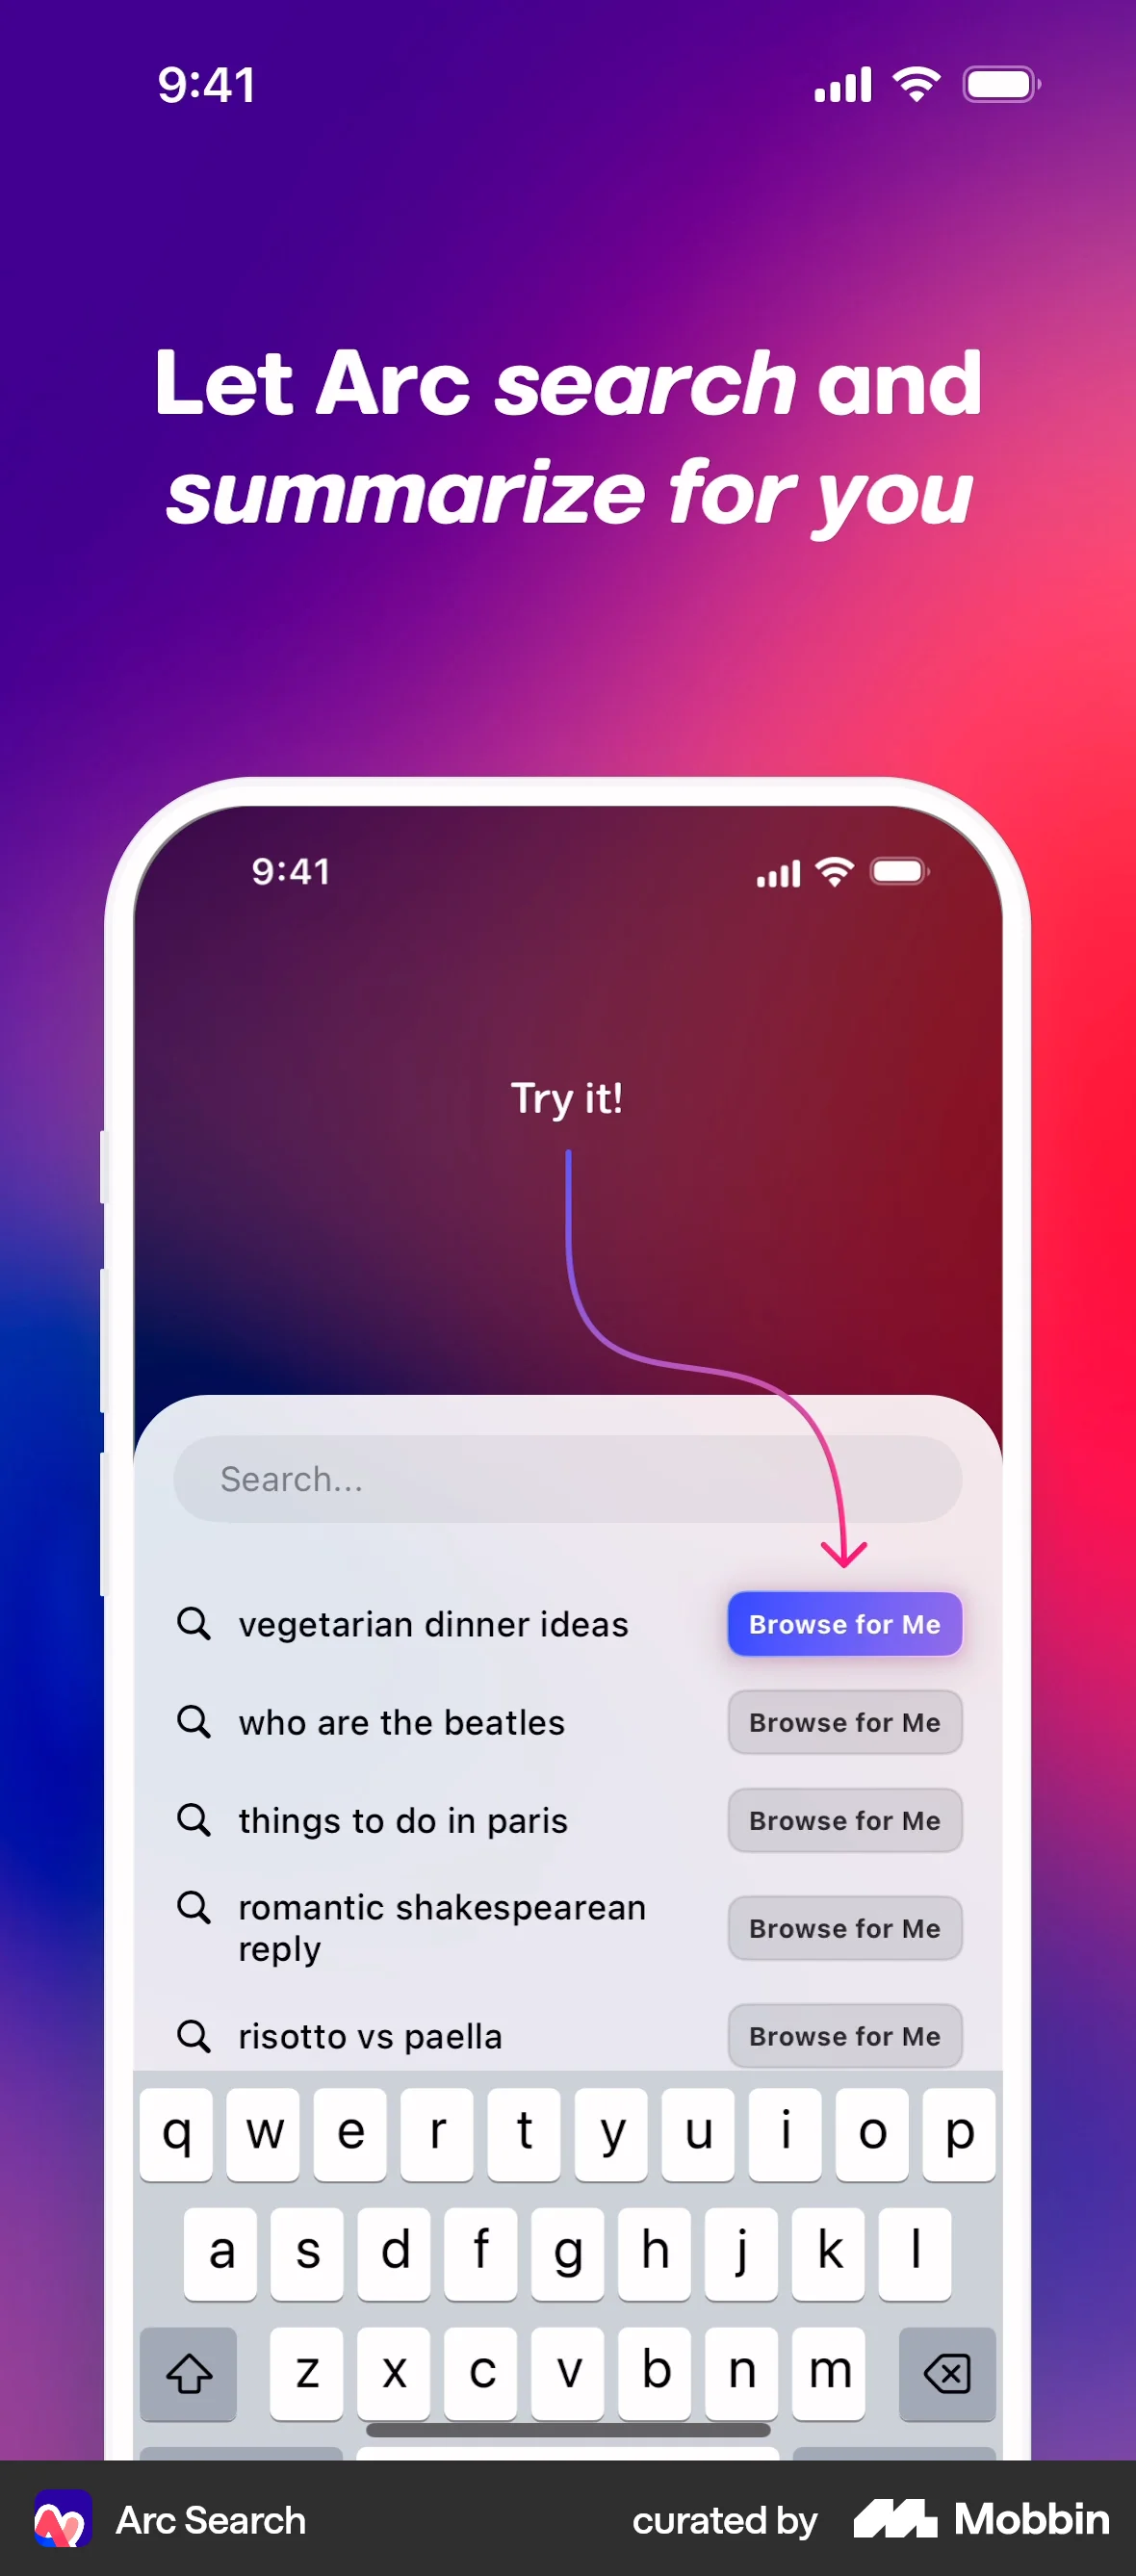 9:41
Let Arc search and
summarize for you
9:41
Try it!
Search...
vegetarian dinner ideas Browse for Me
who are the beatles Browse for Me
things to do in paris Browse for Me
romantic shakespearean
reply Browse for Me
risotto vs paella Browse for Me
q w e r t y u i o p
a s d f g h j k l
z x c v b n m
Arc Search curated by Mobbin